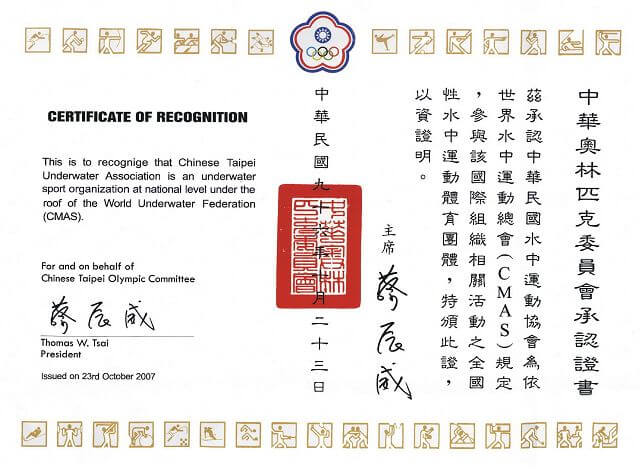 CERTIFICATE OF RECOGNITION
This is to recognige that Chinese Taipei
Underwater Association is an underwater
sport organization at national level under the
roof of the World Underwater Federation
(CMAS).
For and on behalf of
Chinese Taipei Olympic Committee
蔡辰威
Thomas W. Tsai
President
Issued on 23rd October 2007
中華奧林匹克委員會承認證書
茲承認中華民國水中運動協會為依
世界水中運動總會(CMAS)規定
，參與該國際組織相關活動之全國
性水中運動體育團體，特頒此證，
以資證明。
主席 蔡辰威
中華民國九十六年十月二十三日